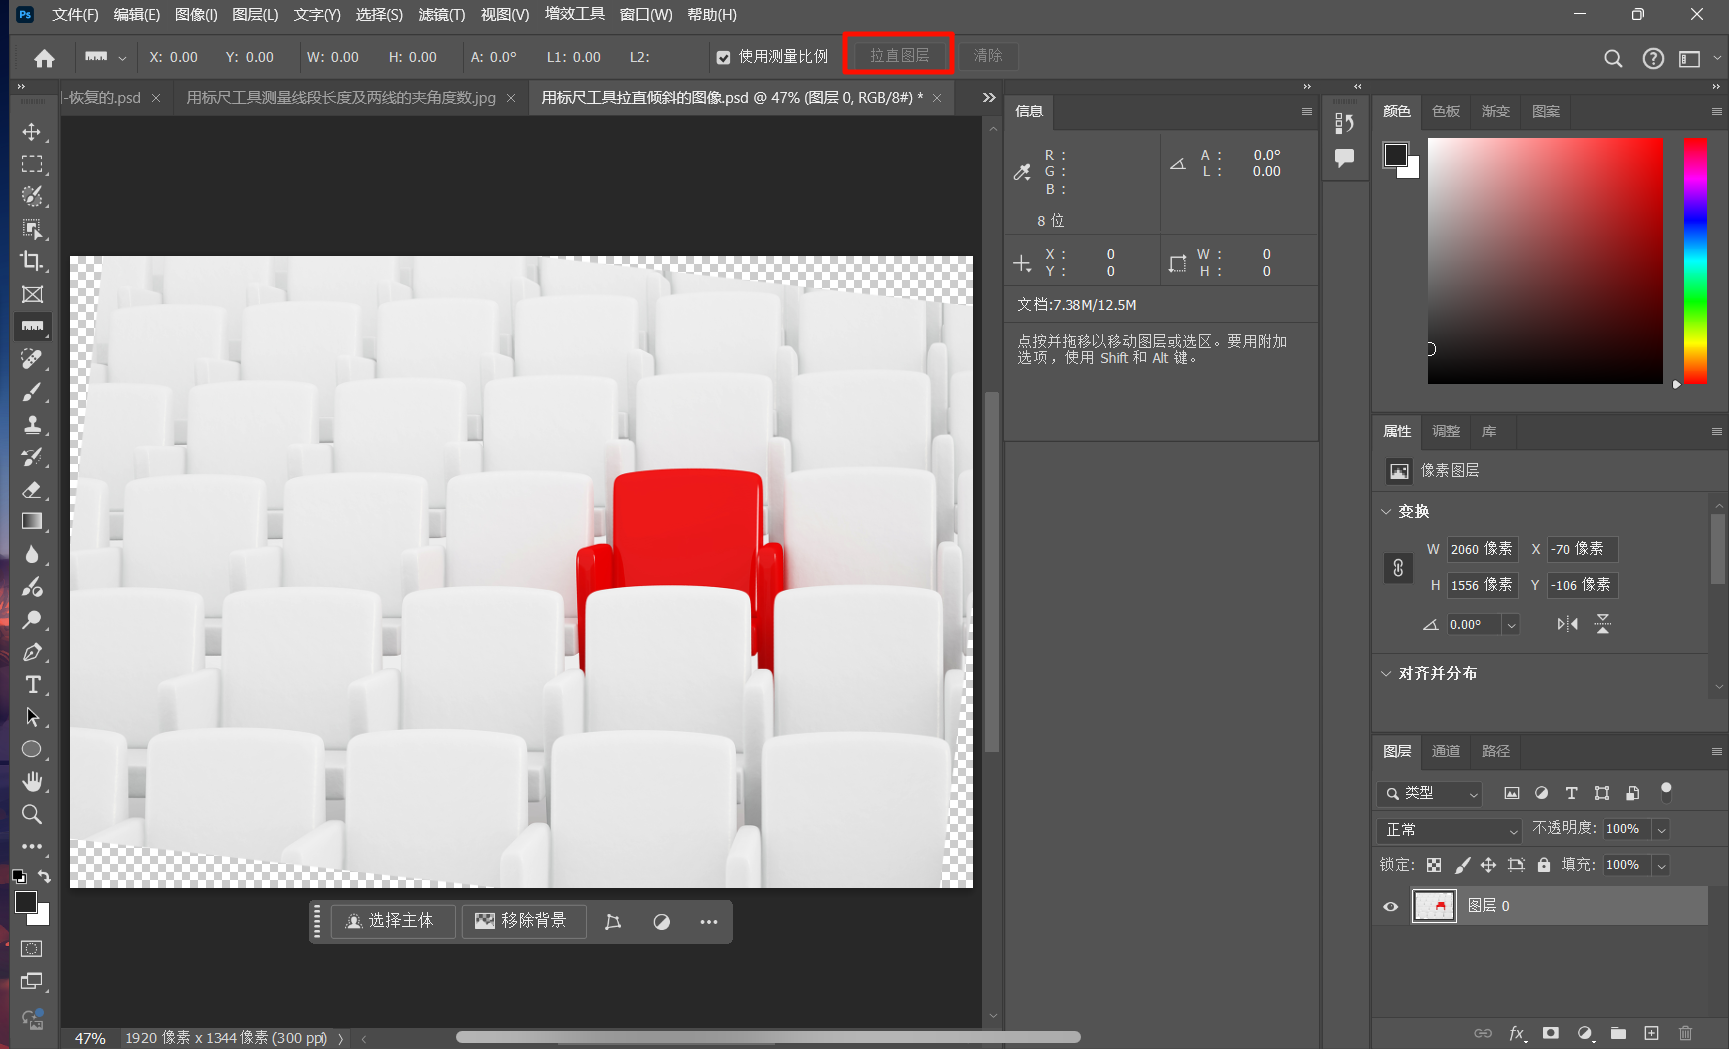 Ps 文件(F) 编辑(E) 图像(I) 图层(L) 文字(Y) 选择(S) 滤镜(T) 视图(V) 增效工具 窗口(W) 帮助(H)
X: 0.00 Y: 0.00 W: 0.00 H: 0.00 A: 0.0° L1: 0.00 L2: 使用测量比例 拉直图层 清除
-恢复的.psd × 用标尺工具测量线段长度及两线的夹角度数.jpg × 用标尺工具拉直倾斜的图像.psd @ 47% (图层 0, RGB/8#) * ×
信息
R :
G :
B :
8 位
A : 0.0°
L : 0.00
X : 0
Y : 0
W : 0
H : 0
文档:7.38M/12.5M
点按并拖移以移动图层或选区。要用附加
选项，使用 Shift 和 Alt 键。
颜色 色板 渐变 图案
属性 调整 库
像素图层
变换
W 2060 像素 X -70 像素
H 1556 像素 Y -106 像素
0.00°
对齐并分布
图层 通道 路径
类型
正常 不透明度: 100%
锁定: 填充: 100%
图层 0
fx
选择主体 移除背景
47% 1920 像素 x 1344 像素 (300 ppi)